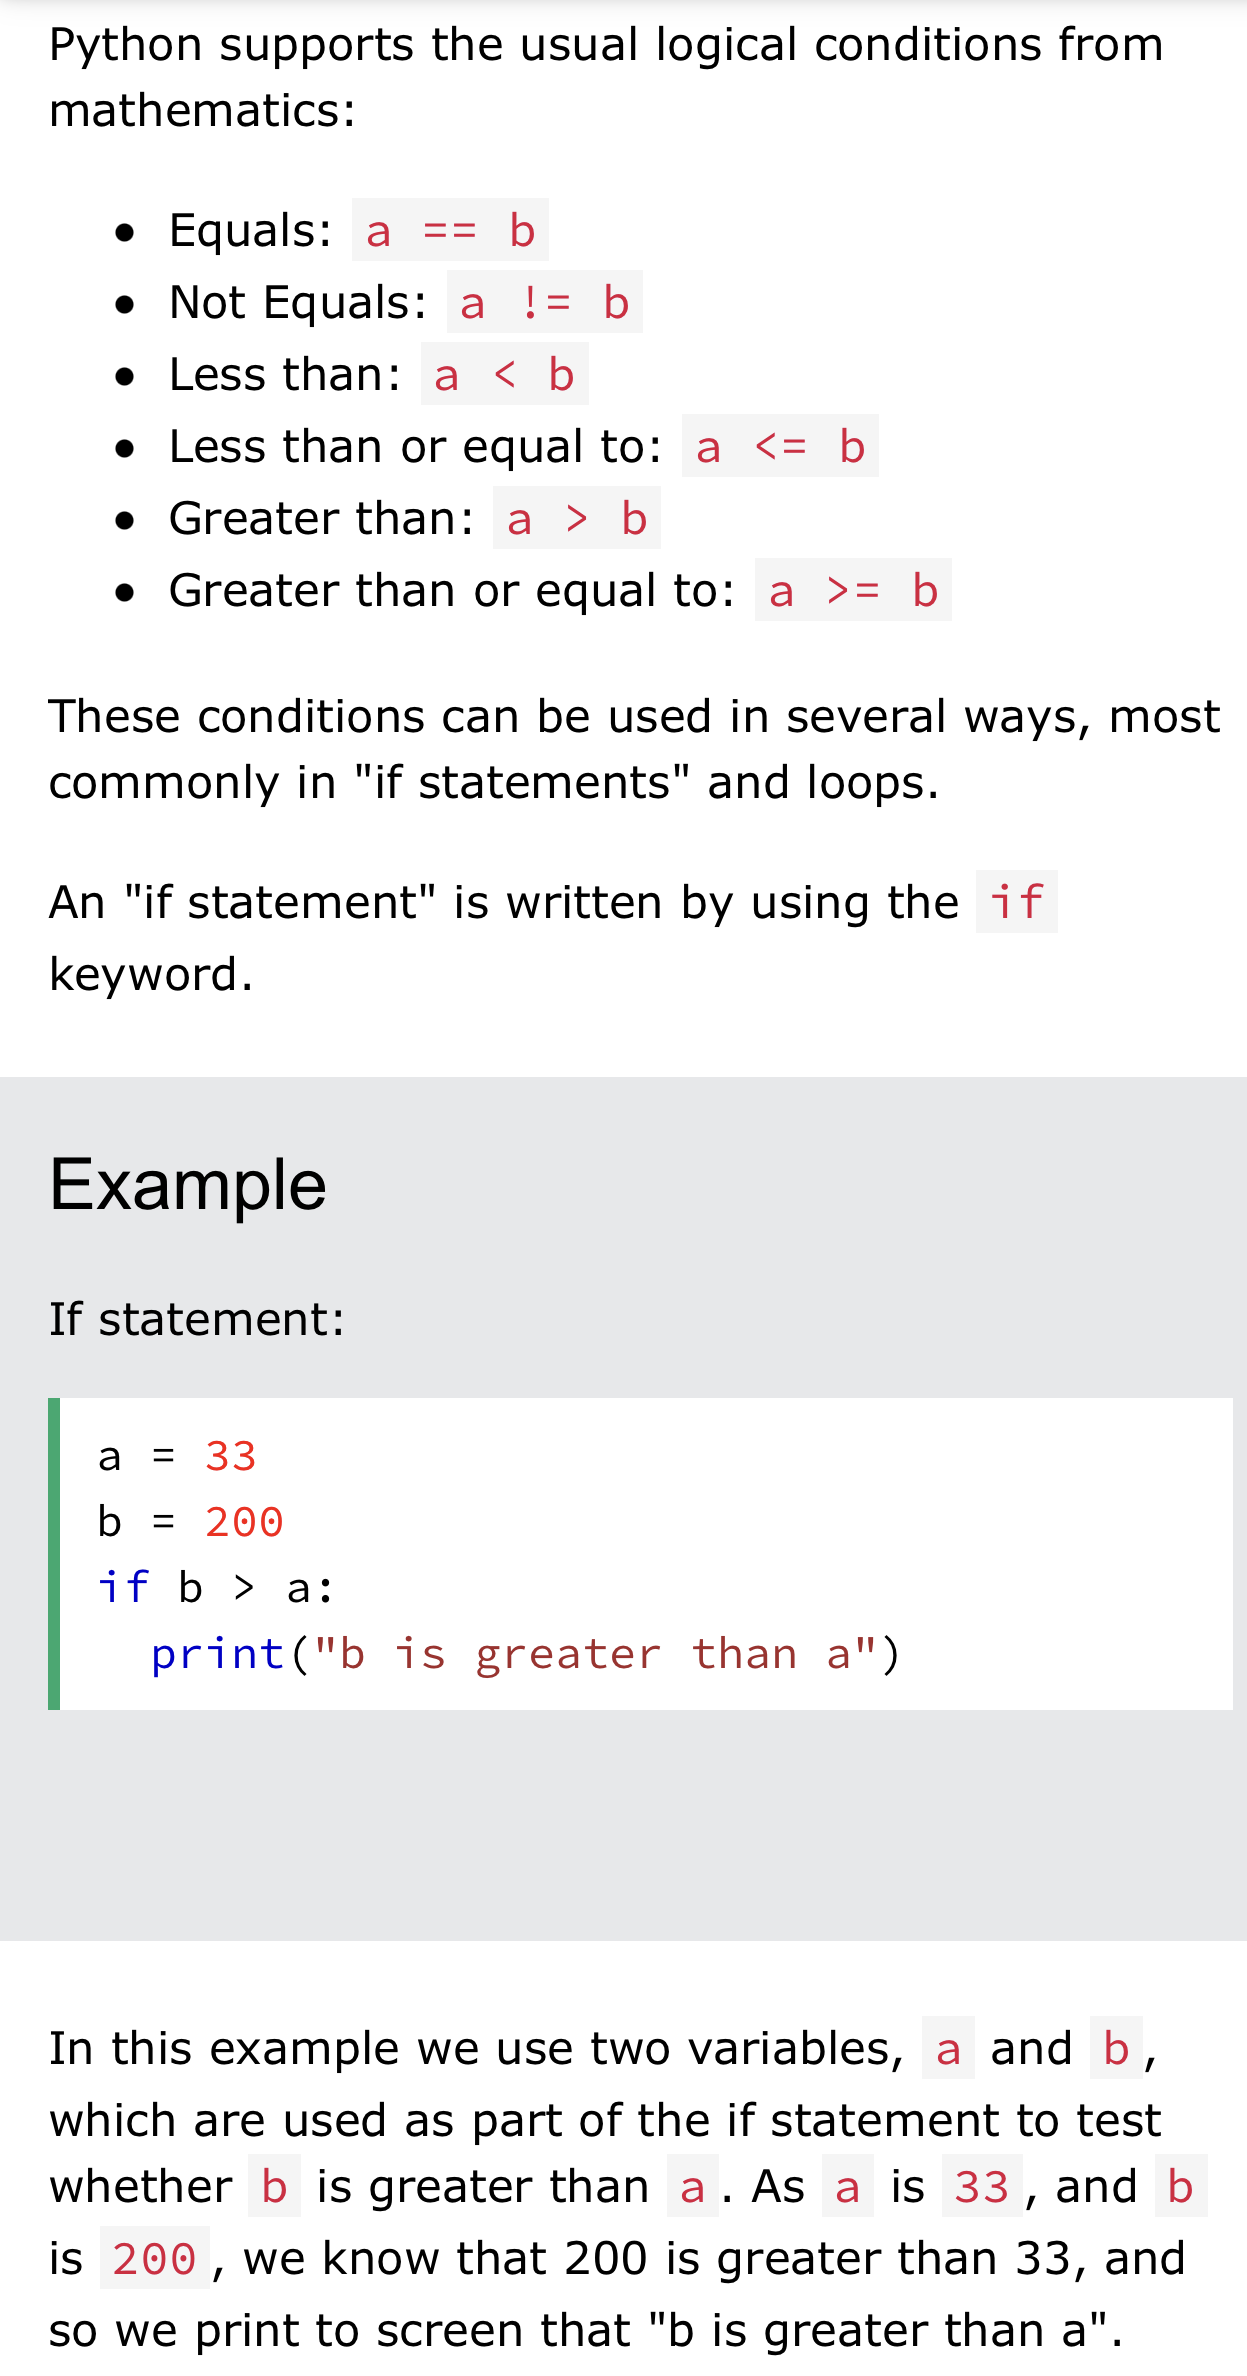 Python supports the usual logical conditions from
mathematics:
• Equals: a == b
• Not Equals: a != b
• Less than: a < b
• Less than or equal to: a <= b
• Greater than: a > b
• Greater than or equal to: a >= b
These conditions can be used in several ways, most
commonly in "if statements" and loops.
An "if statement" is written by using the if
keyword.
Example
If statement:
a = 33
b = 200
if b > a:
  print("b is greater than a")
In this example we use two variables, a and b,
which are used as part of the if statement to test
whether b is greater than a. As a is 33, and b
is 200, we know that 200 is greater than 33, and
so we print to screen that "b is greater than a".